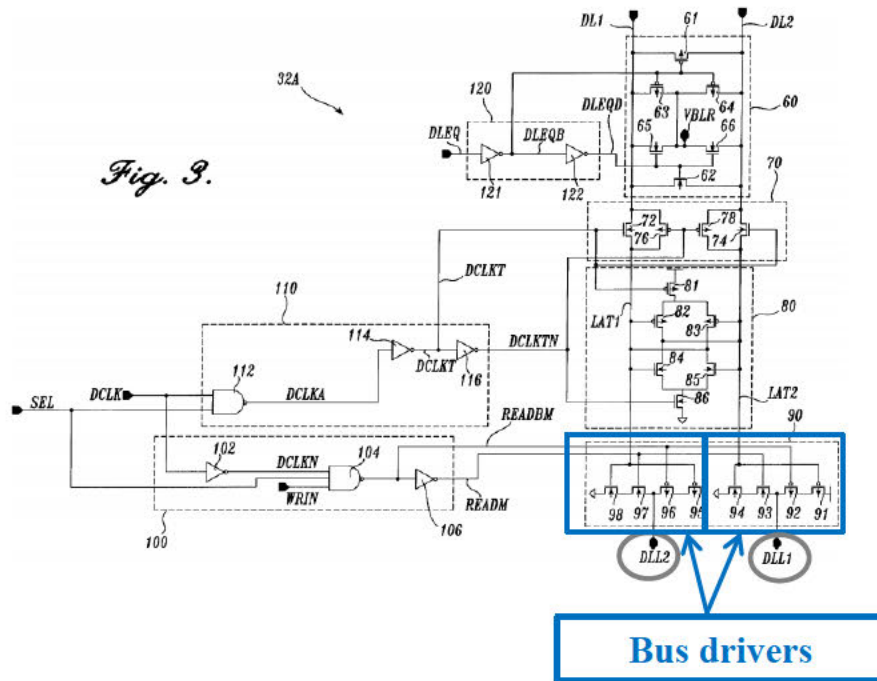 DL1 DL2
61
32A
120
63 64 60
DLEQD VBLR
DLEQ DLEQB 65 66
Fig. 3.
121 122 62
70
72 78
76 74
DCLKT 81
110 80
LAT1 82 83
114
DCLKTN 84
DCLK 112 DCLKT 116 85
SEL DCLKA 86 LAT2
READBM 90
102 104
DCLKN
WRIN
98 97 96 95 94 93 92 91
106 READM
100 DLL2 DLL1
Bus drivers